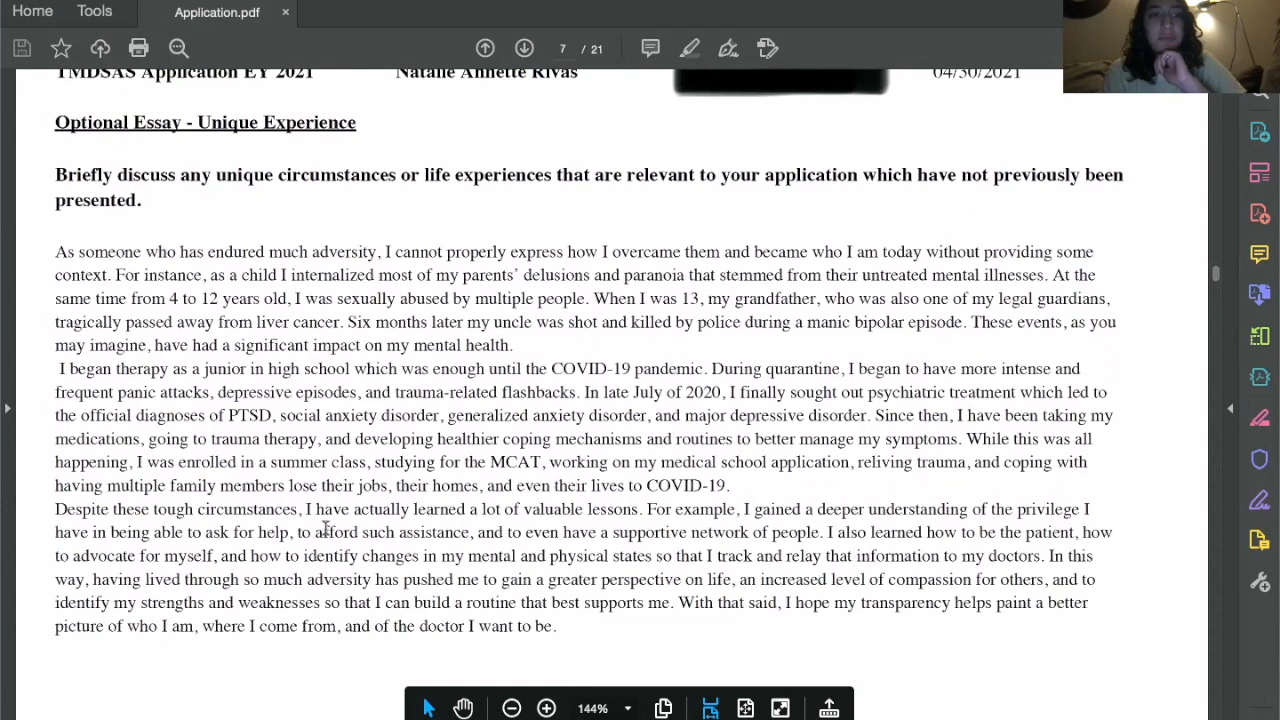 Home Tools Application.pdf ×
7 / 21
TMDSAS Application EY 2021 Natalie Annette Rivas 04/30/2021
Optional Essay - Unique Experience
Briefly discuss any unique circumstances or life experiences that are relevant to your application which have not previously been
presented.
As someone who has endured much adversity, I cannot properly express how I overcame them and became who I am today without providing some
context. For instance, as a child I internalized most of my parents’ delusions and paranoia that stemmed from their untreated mental illnesses. At the
same time from 4 to 12 years old, I was sexually abused by multiple people. When I was 13, my grandfather, who was also one of my legal guardians,
tragically passed away from liver cancer. Six months later my uncle was shot and killed by police during a manic bipolar episode. These events, as you
may imagine, have had a significant impact on my mental health.
I began therapy as a junior in high school which was enough until the COVID-19 pandemic. During quarantine, I began to have more intense and
frequent panic attacks, depressive episodes, and trauma-related flashbacks. In late July of 2020, I finally sought out psychiatric treatment which led to
the official diagnoses of PTSD, social anxiety disorder, generalized anxiety disorder, and major depressive disorder. Since then, I have been taking my
medications, going to trauma therapy, and developing healthier coping mechanisms and routines to better manage my symptoms. While this was all
happening, I was enrolled in a summer class, studying for the MCAT, working on my medical school application, reliving trauma, and coping with
having multiple family members lose their jobs, their homes, and even their lives to COVID-19.
Despite these tough circumstances, I have actually learned a lot of valuable lessons. For example, I gained a deeper understanding of the privilege I
have in being able to ask for help, to afford such assistance, and to even have a supportive network of people. I also learned how to be the patient, how
to advocate for myself, and how to identify changes in my mental and physical states so that I track and relay that information to my doctors. In this
way, having lived through so much adversity has pushed me to gain a greater perspective on life, an increased level of compassion for others, and to
identify my strengths and weaknesses so that I can build a routine that best supports me. With that said, I hope my transparency helps paint a better
picture of who I am, where I come from, and of the doctor I want to be.
144%